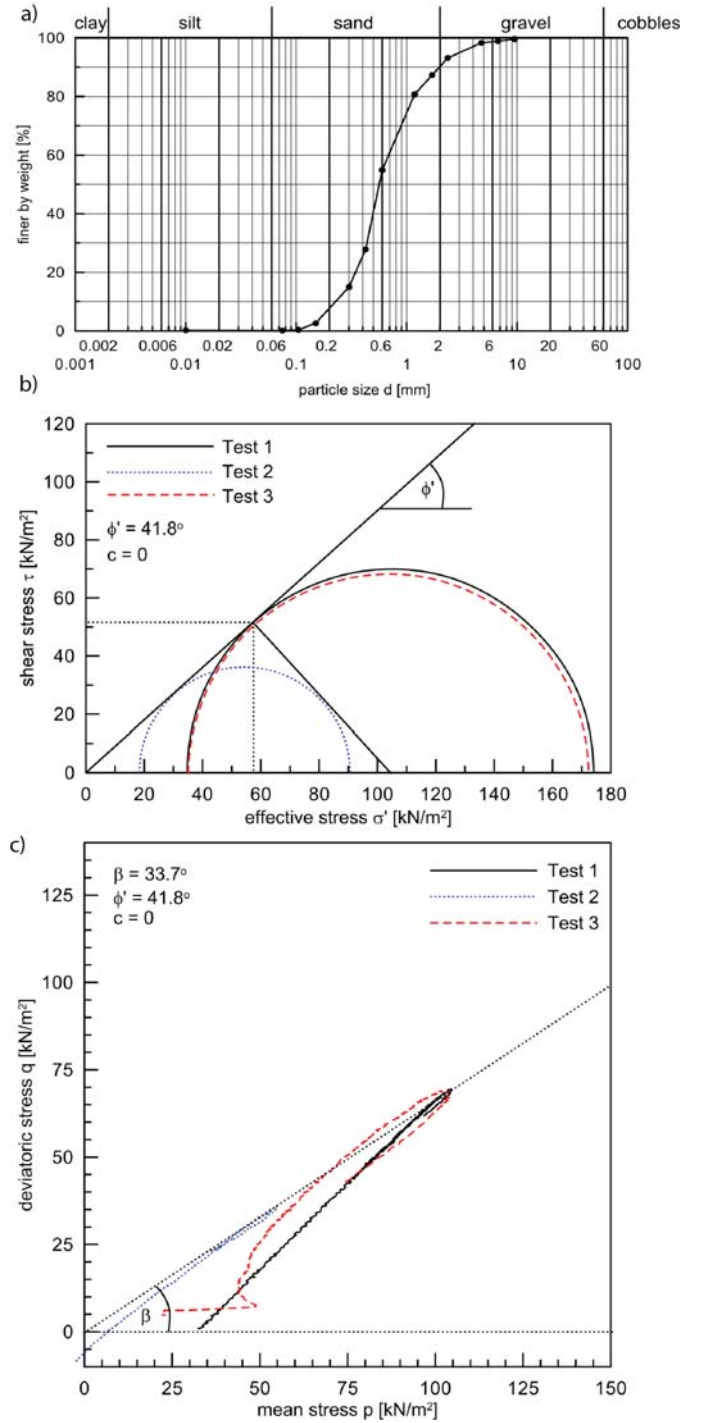 a)
clay silt sand gravel cobbles
100
80
60
40
20
0
finer by weight [%]
0.002 0.006 0.02 0.06 0.2 0.6 2 6 20 60
0.001 0.01 0.1 1 10 100
particle size d [mm]
b)
120
100
80
60
40
20
0
shear stress τ [kN/m²]
Test 1
Test 2
Test 3
ϕ' = 41.8°
c = 0
ϕ'
0 20 40 60 80 100 120 140 160 180
effective stress σ' [kN/m²]
c)
125
100
75
50
25
0
deviatoric stress q [kN/m²]
β = 33.7°
ϕ' = 41.8°
c = 0
Test 1
Test 2
Test 3
β
0 25 50 75 100 125 150
mean stress p [kN/m²]